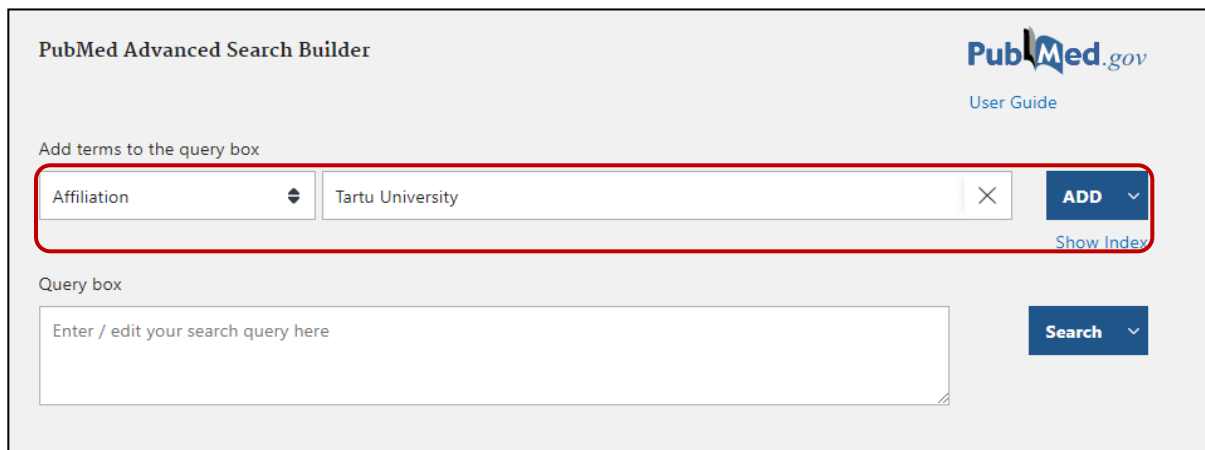 PubMed Advanced Search Builder
PubMed.gov
User Guide
Add terms to the query box
Affiliation
Tartu University
ADD
Show Index
Query box
Enter / edit your search query here
Search